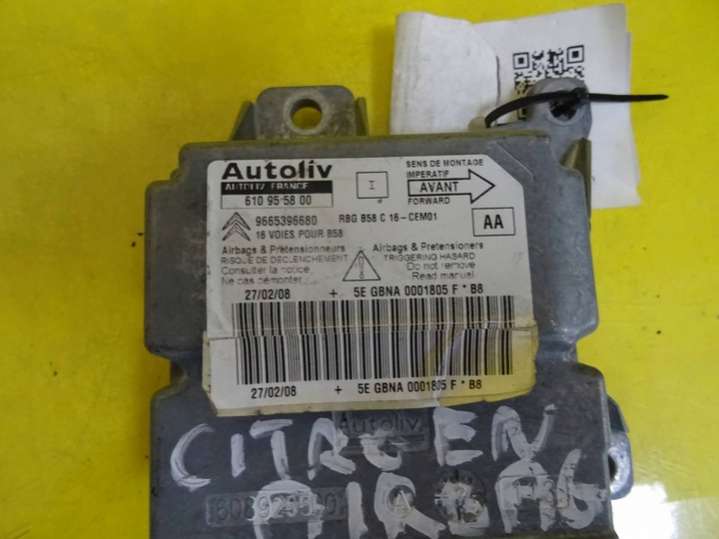 Autoliv
AUTOLIV FRANCE
610 95 58 00
9665396680
16 VOIES POUR B58
SENS DE MONTAGE
IMPERATIF
AVANT
FORWARD
I
RBG B58 C 16-CEM01
AA
Airbags & Pretensionneurs
RISQUE DE DECLENCHEMENT
Consulter la notice
Ne pas démonter
Airbags & Pretensioners
TRIGGERING HASARD
Do not remove
Read manual
27/02/08 + 5E GBNA 0001805 F * B8
27/02/08 + 5E GBNA 0001805 F * B8
Autoliv
CITROEN
AIRBAG